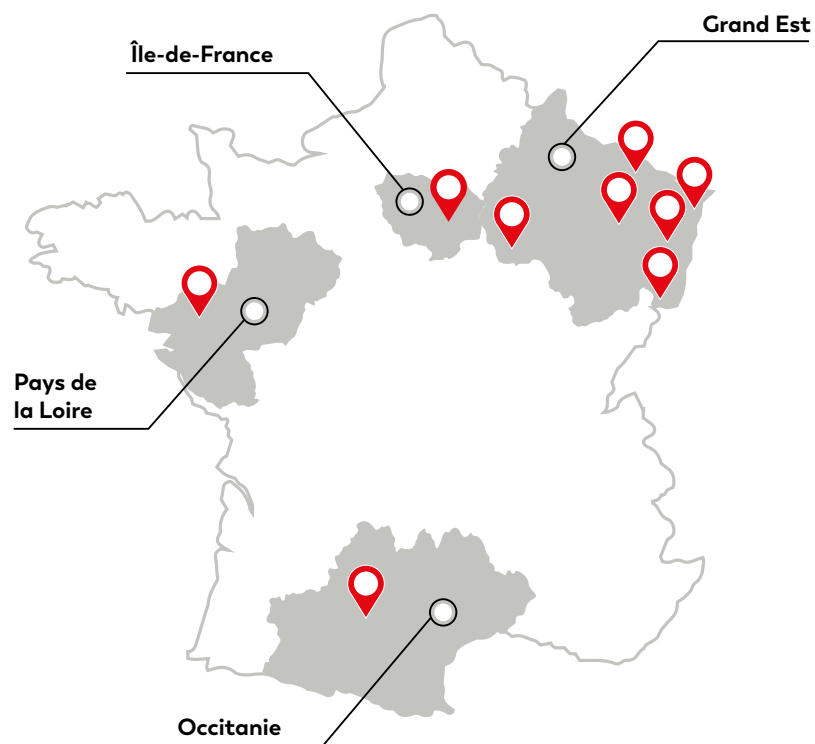 Grand Est
Île-de-France
Pays de
la Loire
Occitanie